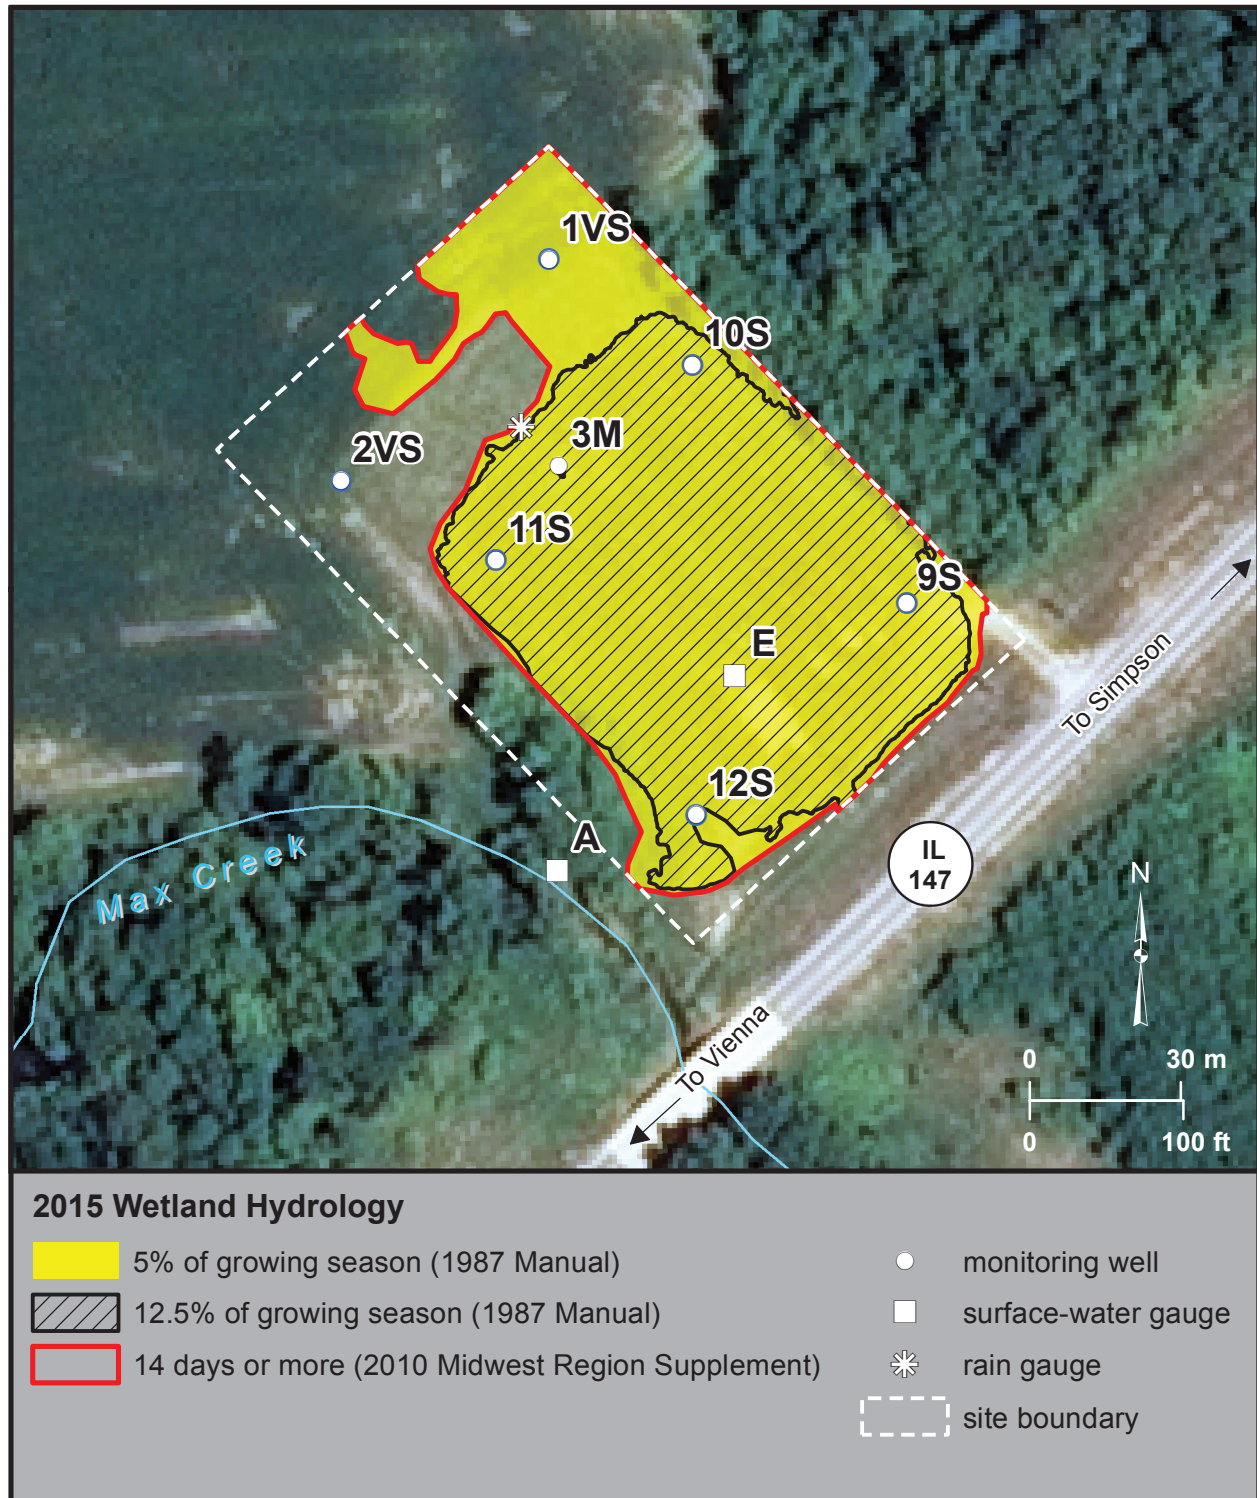 1VS
10S
3M
2VS
11S
9S
E
To Simpson
12S
A
IL
147
Max Creek
N
To Vienna
0 30 m
0 100 ft
2015 Wetland Hydrology
5% of growing season (1987 Manual)
12.5% of growing season (1987 Manual)
14 days or more (2010 Midwest Region Supplement)
monitoring well
surface-water gauge
rain gauge
site boundary